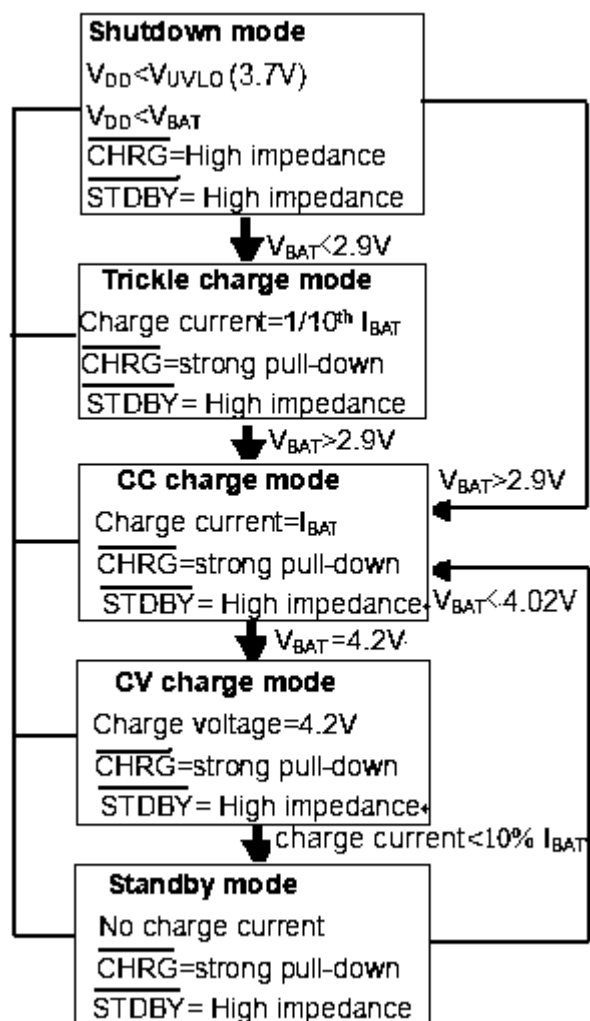 Shutdown mode
VDD<VUVLO (3.7V)
VDD<VBAT
CHRG=High impedance
STDBY= High impedance
VBAT<2.9V
Trickle charge mode
Charge current=1/10th IBAT
CHRG=strong pull-down
STDBY= High impedance
VBAT>2.9V
CC charge mode
VBAT>2.9V
Charge current=IBAT
CHRG=strong pull-down
STDBY= High impedance
VBAT<4.02V
VBAT=4.2V
CV charge mode
Charge voltage=4.2V
CHRG=strong pull-down
STDBY= High impedance
charge current<10% IBAT
Standby mode
No charge current
CHRG=strong pull-down
STDBY= High impedance